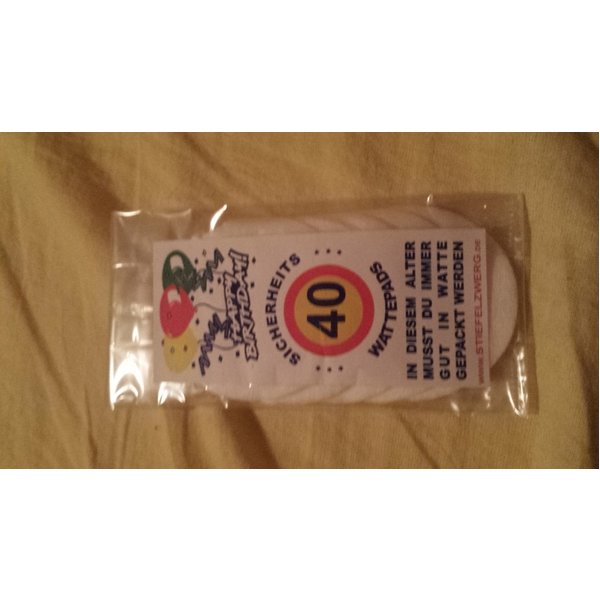 HAPPY
BIRTHDAY!
SICHERHEITS
40
WATTEPADS
IN DIESEM ALTER
MUSST DU IMMER
GUT IN WATTE
GEPACKT WERDEN
www.STIEFELZWERG.de